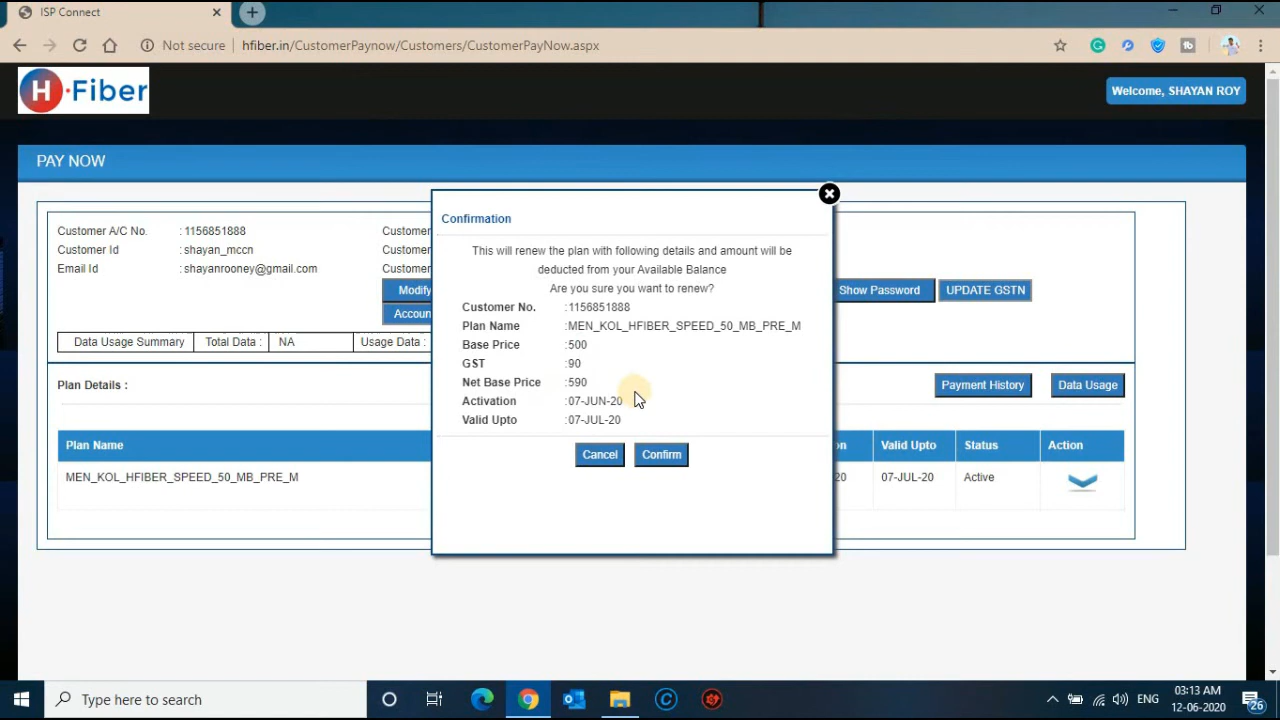 ISP Connect
Not secure
hfiber.in/CustomerPaynow/Customers/CustomerPayNow.aspx
H Fiber
Welcome, SHAYAN ROY
PAY NOW
Customer A/C No. : 1156851888 Customer
Customer Id : shayan_mccn Customer
Email Id : shayanrooney@gmail.com Customer
Modify
Show Password
UPDATE GSTN
Accoun
Data Usage Summary Total Data : NA Usage Data :
Plan Details :
Payment History
Data Usage
Plan Name on Valid Upto Status Action
MEN_KOL_HFIBER_SPEED_50_MB_PRE_M 20 07-JUL-20 Active
Confirmation
This will renew the plan with following details and amount will be
deducted from your Available Balance
Are you sure you want to renew?
Customer No. :1156851888
Plan Name :MEN_KOL_HFIBER_SPEED_50_MB_PRE_M
Base Price :500
GST :90
Net Base Price :590
Activation :07-JUN-20
Valid Upto :07-JUL-20
Cancel
Confirm
Type here to search
ENG
03:13 AM
12-06-2020
26